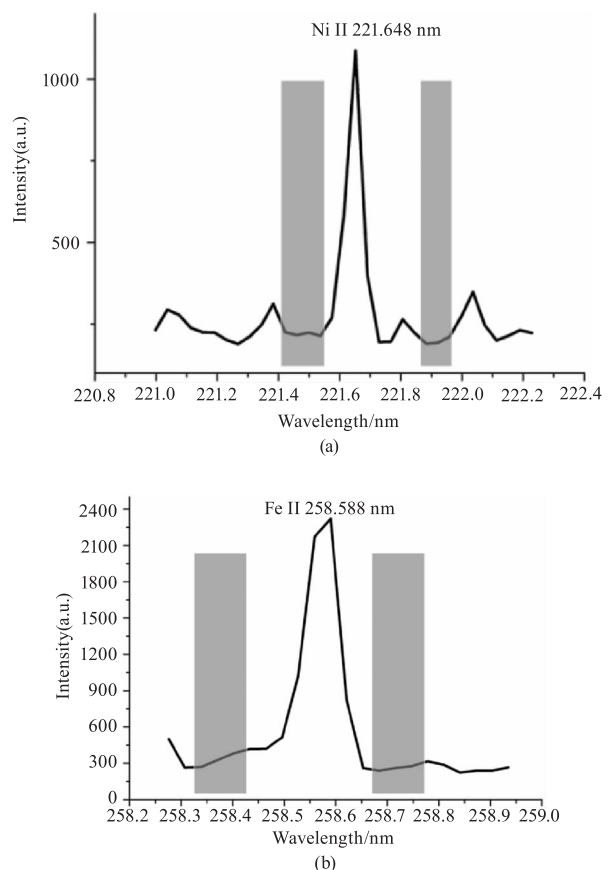 Ni II 221.648 nm
1000
500
Intensity(a.u.)
220.8 221.0 221.2 221.4 221.6 221.8 222.0 222.2 222.4
Wavelength/nm
(a)
Fe II 258.588 nm
2400
2100
1800
1500
1200
900
600
300
0
Intensity(a.u.)
258.2 258.3 258.4 258.5 258.6 258.7 258.8 258.9 259.0
Wavelength/nm
(b)